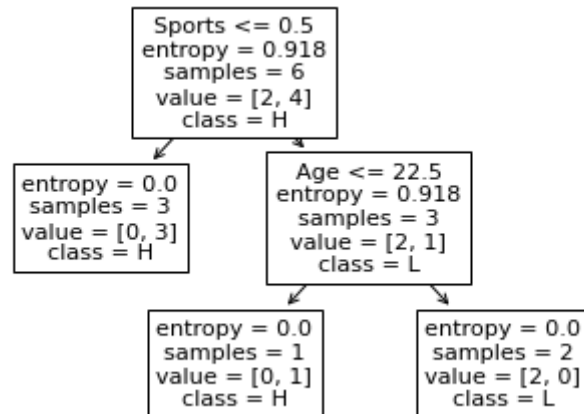 Sports <= 0.5
entropy = 0.918
samples = 6
value = [2, 4]
class = H
entropy = 0.0
samples = 3
value = [0, 3]
class = H
Age <= 22.5
entropy = 0.918
samples = 3
value = [2, 1]
class = L
entropy = 0.0
samples = 1
value = [0, 1]
class = H
entropy = 0.0
samples = 2
value = [2, 0]
class = L